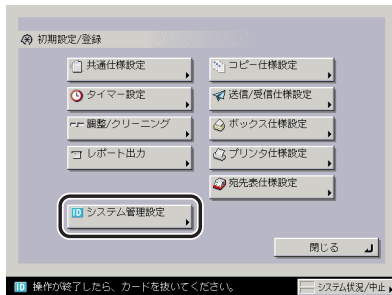 初期設定/登録
共通仕様設定
コピー仕様設定
タイマー設定
送信/受信仕様設定
調整/クリーニング
ボックス仕様設定
レポート出力
プリンタ仕様設定
宛先表仕様設定
ID システム管理設定
閉じる
ID 操作が終了したら、カードを抜いてください。
システム状況/中止